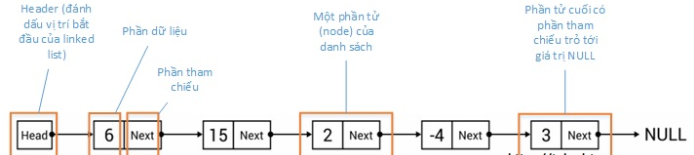 Header (đánh
dấu vị trí bắt
đầu của linked
list)
Phần dữ liệu
Phần tham
chiếu
Một phần tử
(node) của
danh sách
Phần tử cuối có
phần tham
chiếu trỏ tới
giá trị NULL
Head 6 Next 15 Next 2 Next -4 Next 3 Next NULL